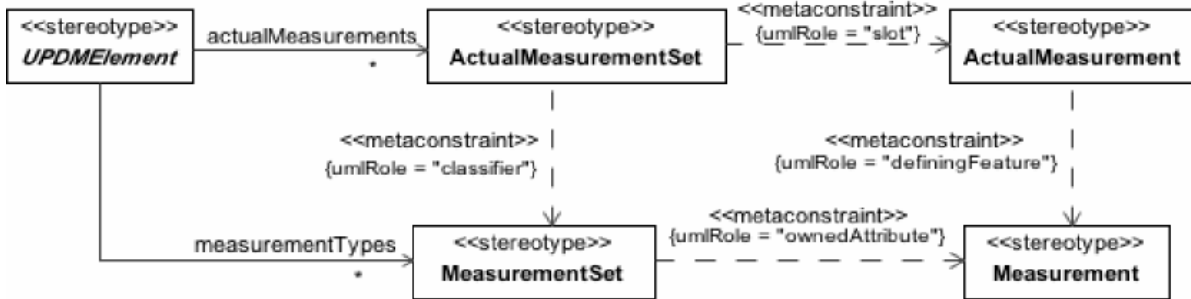 <<stereotype>>
UPDMElement
actualMeasurements
*
<<stereotype>>
ActualMeasurementSet
<<metaconstraint>>
{umlRole = "slot"}
<<stereotype>>
ActualMeasurement
<<metaconstraint>>
{umlRole = "classifier"}
<<metaconstraint>>
{umlRole = "definingFeature"}
measurementTypes
*
<<stereotype>>
MeasurementSet
<<metaconstraint>>
{umlRole = "ownedAttribute"}
<<stereotype>>
Measurement